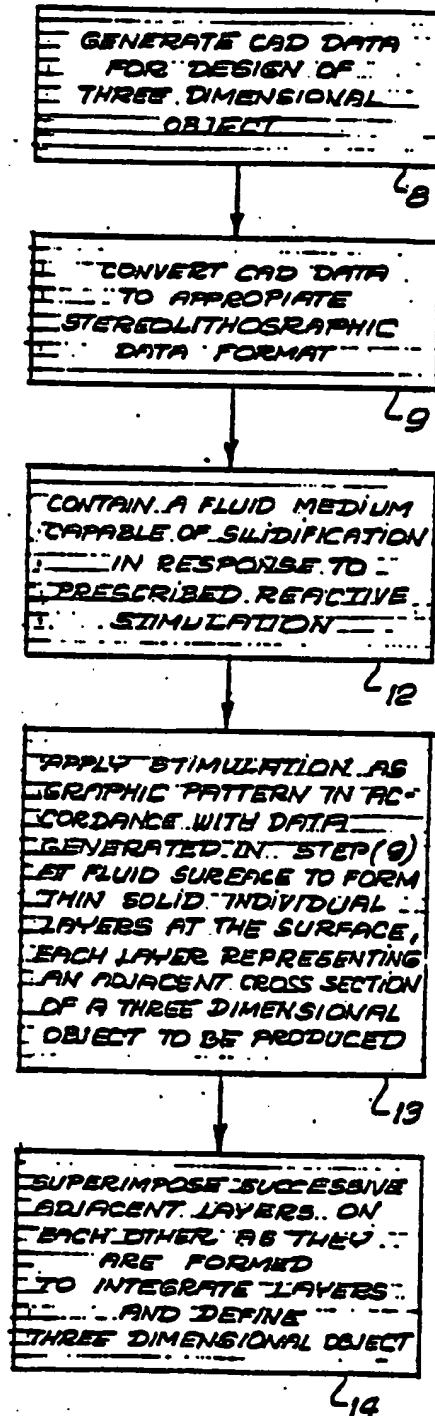 GENERATE CAD DATA
FOR DESIGN OF
THREE DIMENSIONAL
OBJECT
8
CONVERT CAD DATA
TO APPROPIATE
STEREOLITHOGRAPHIC
DATA FORMAT
9
CONTAIN A FLUID MEDIUM
CAPABLE OF SILIDIFICATION
IN RESPONSE TO
PRESCRIBED REACTIVE
STIMULATION
12
APPLY STIMULATION AS
GRAPHIC PATTERN IN AC-
CORDANCE WITH DATA
GENERATED IN STEP (9)
AT FLUID SUREACE TO FORM
THIN SOLID INDIVIDUAL
LAYERS AT THE SURFACE,
EACH LAYER REPRESENTING
AN ADJACENT CROSS SECTION
OF A THREE DIMENSIONAL
OBJECT TO BE PRODUCED
13
SUPERIMPOSE SUCCESSIVE
ADJACENT LAYERS ON
EACH OTHER AS THEY
ARE FORMED
TO INTEGRATE LAYERS
AND DEFINE
THREE DIMENSIONAL OBJECT
14